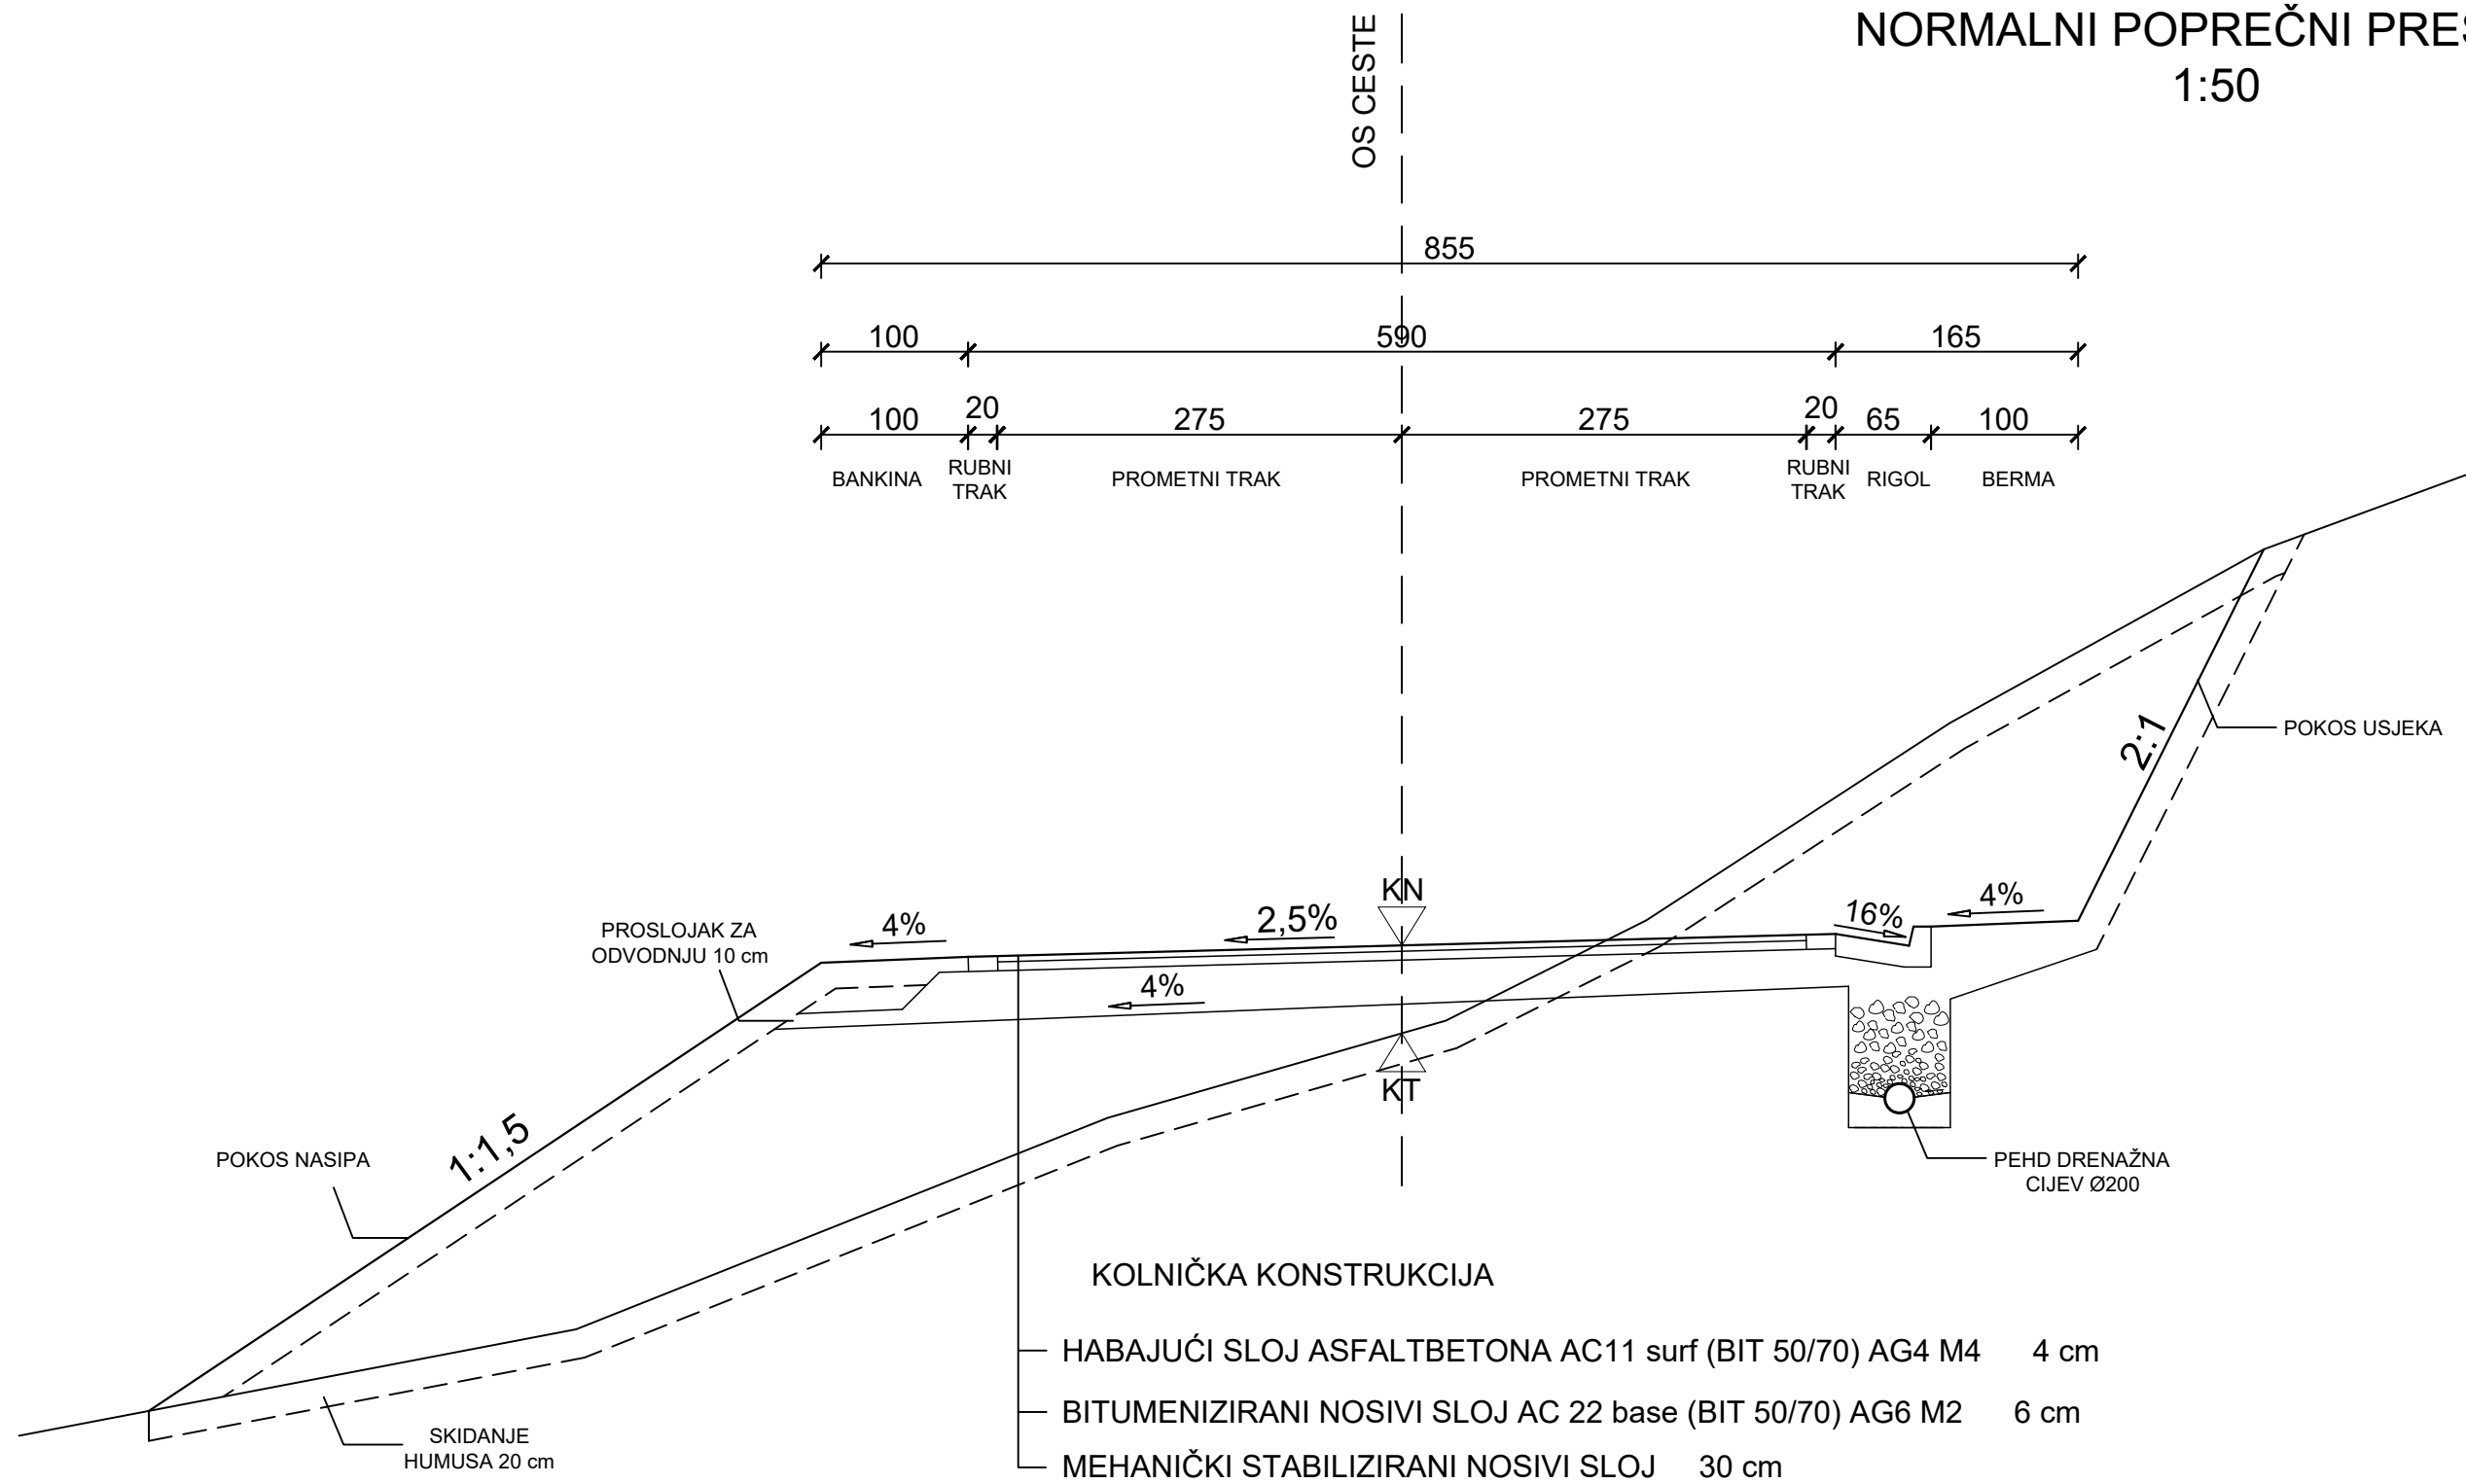 NORMALNI POPREČNI PRES
1:50
OS CESTE
855
100 590 165
100 20 275 275 20 65 100
BANKINA RUBNI TRAK PROMETNI TRAK PROMETNI TRAK RUBNI TRAK RIGOL BERMA
POKOS USJEKA
2:1
KN
4%
2,5%
16%
4%
PROSLOJAK ZA
ODVODNJU 10 cm
4%
KT
1:1,5
POKOS NASIPA
PEHD DRENAŽNA
CIJEV Ø200
KOLNIČKA KONSTRUKCIJA
HABAJUĆI SLOJ ASFALTBETONA AC11 surf (BIT 50/70) AG4 M4 4 cm
BITUMENIZIRANI NOSIVI SLOJ AC 22 base (BIT 50/70) AG6 M2 6 cm
MEHANIČKI STABILIZIRANI NOSIVI SLOJ 30 cm
SKIDANJE
HUMUSA 20 cm